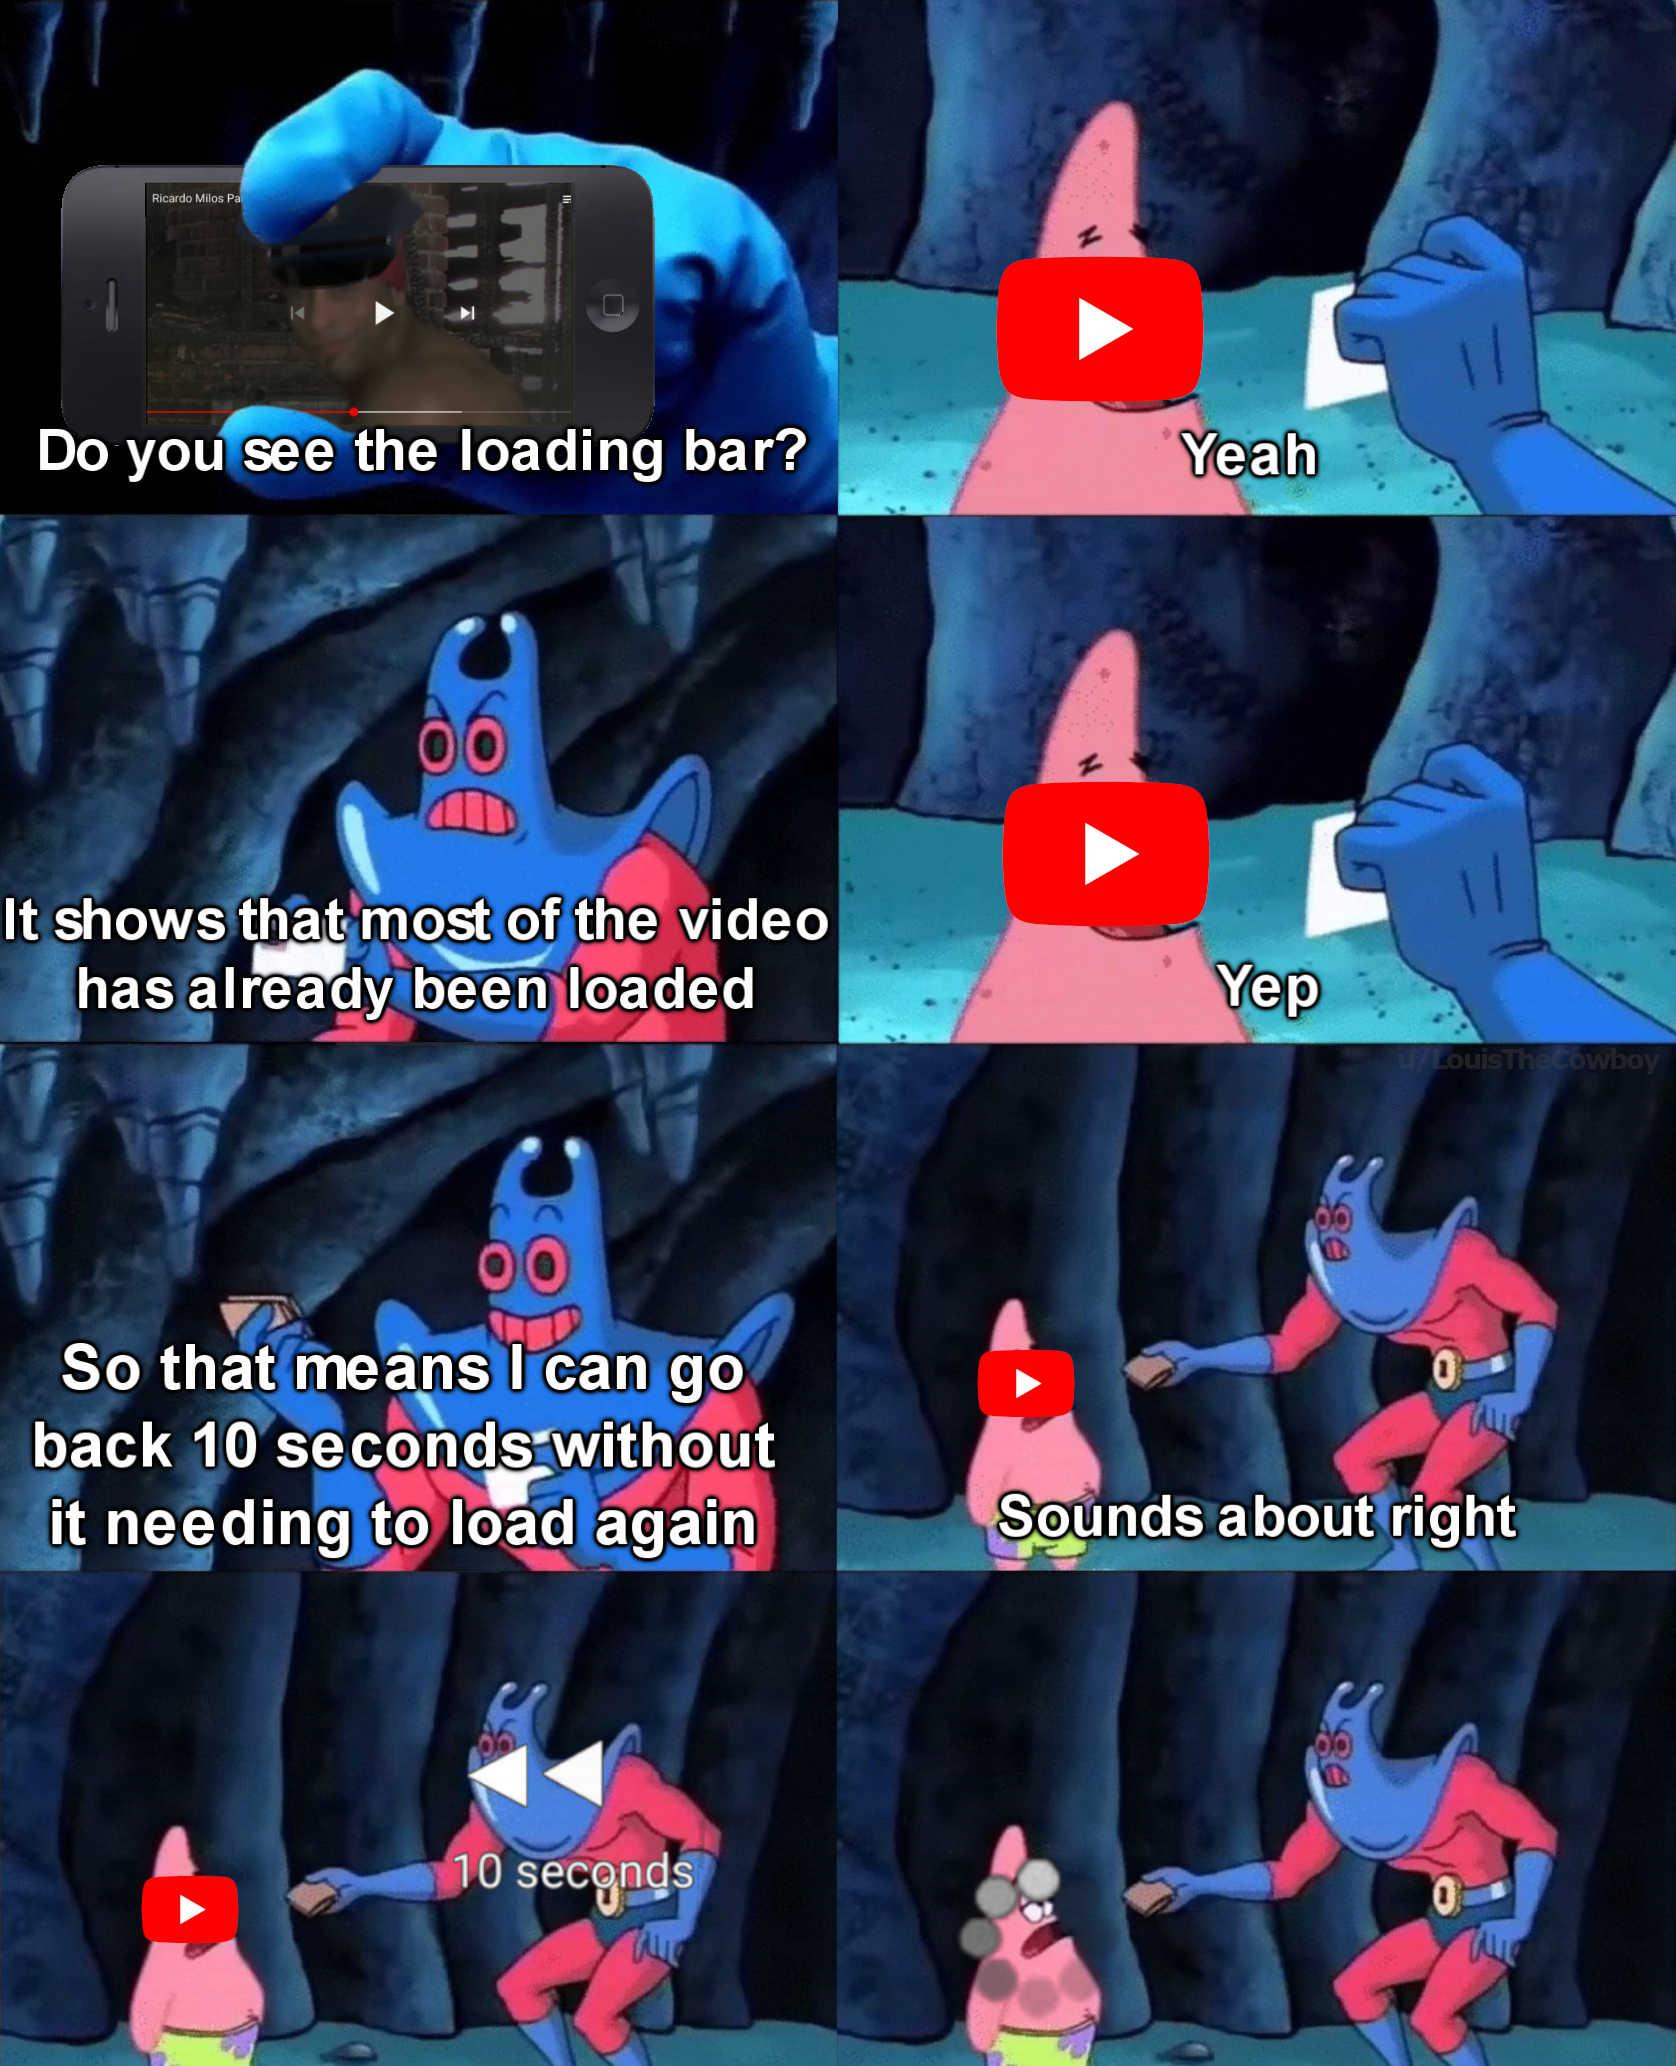 Ricardo Milos Pa
Do you see the loading bar?
Yeah
It shows that most of the video
has already been loaded
Yep
So that means I can go
back 10 seconds without
it needing to load again
u/LouisTheCowboy
Sounds about right
10 seconds